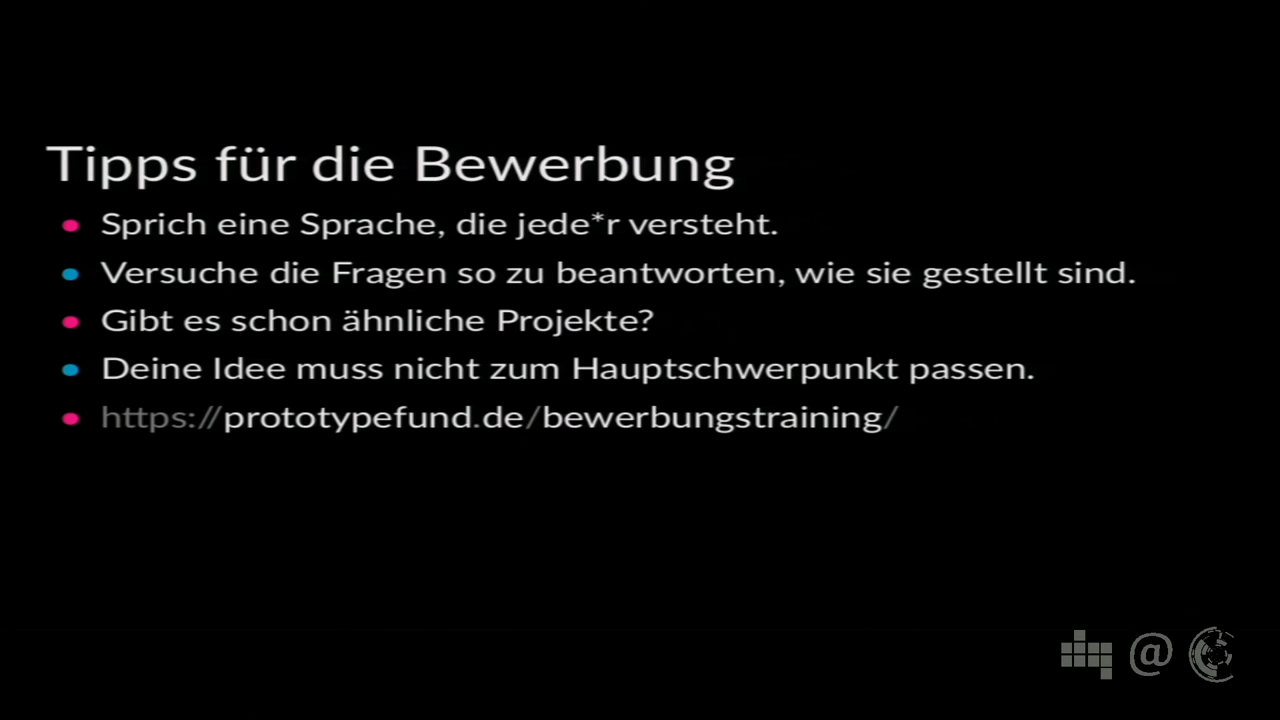 Tipps für die Bewerbung
Sprich eine Sprache, die jede*r versteht.
Versuche die Fragen so zu beantworten, wie sie gestellt sind.
Gibt es schon ähnliche Projekte?
Deine Idee muss nicht zum Hauptschwerpunkt passen.
https://prototypefund.de/bewerbungstraining/
@